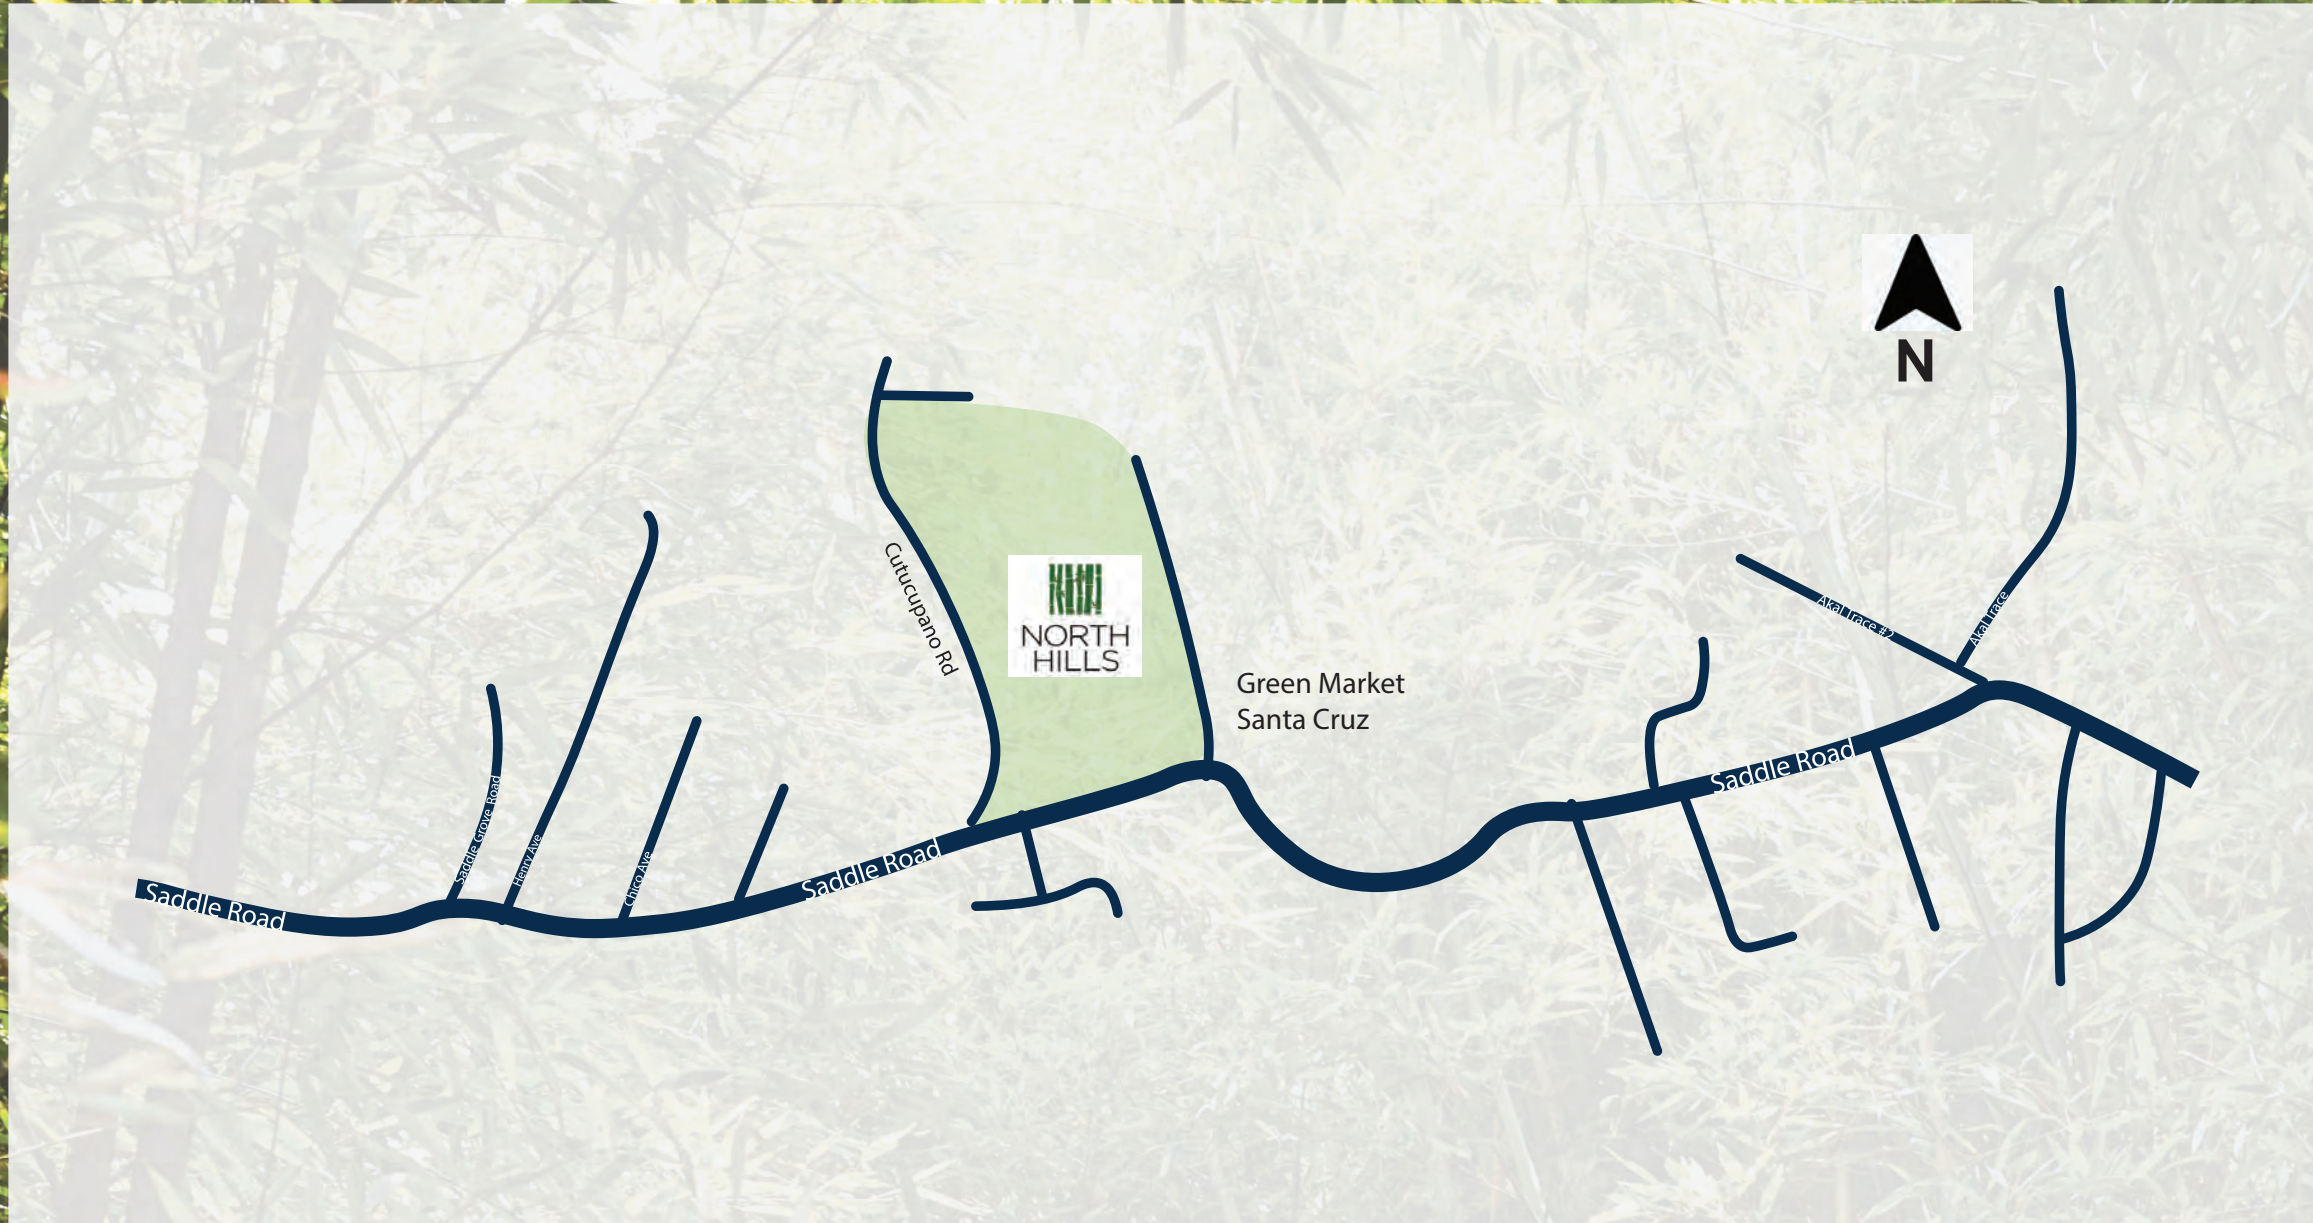 N
Cutucupano Rd
NORTH
HILLS
Akal Trace #2
Akal Trace
Green Market
Santa Cruz
Saddle Road
Saddle Grove Road
Henry Ave
Chico Ave
Saddle Road
Saddle Road